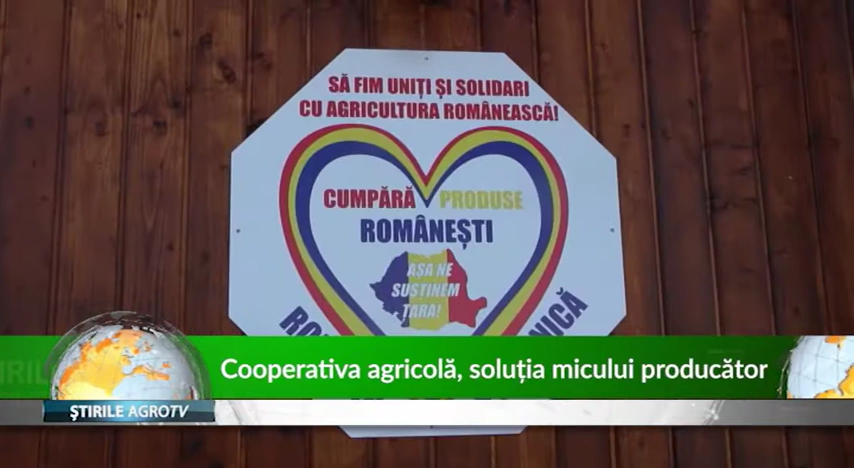 SĂ FIM UNIȚI ȘI SOLIDARI
CU AGRICULTURA ROMÂNEASCĂ!
CUMPĂRĂ PRODUSE
ROMÂNEȘTI
AȘA NE
SUSȚINEM
ȚARA!
Cooperativa agricolă, soluția micului producător
ȘTIRILE AGROTV